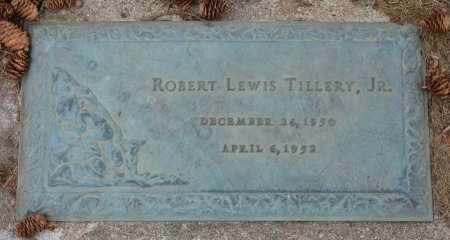 Robert Lewis Tillery, Jr.
December 26, 1950
April 6, 1952